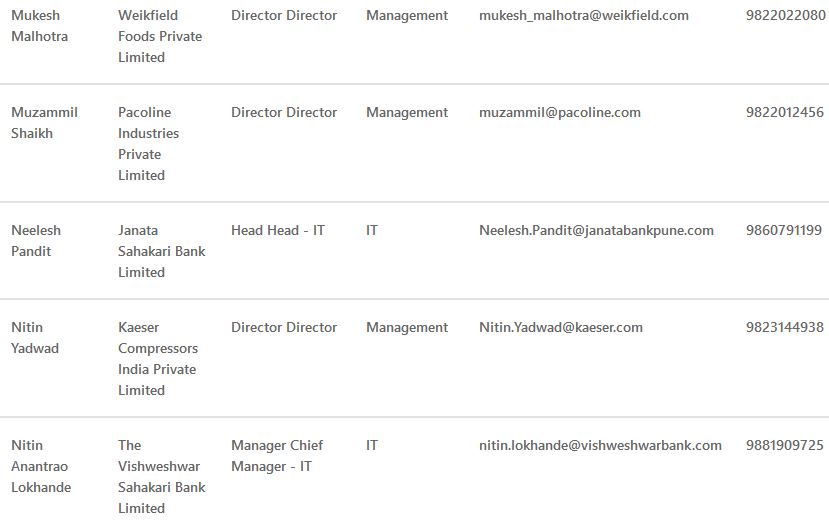 Mukesh Weikfield Director Director Management mukesh_malhotra@weikfield.com 9822022080
Malhotra Foods Private
Limited
Muzammil Pacoline Director Director Management muzammil@pacoline.com 9822012456
Shaikh Industries
Private
Limited
Neelesh Janata Head Head - IT IT Neelesh.Pandit@janatabankpune.com 9860791199
Pandit Sahakari Bank
Limited
Nitin Kaeser Director Director Management Nitin.Yadwad@kaeser.com 9823144938
Yadwad Compressors
India Private
Limited
Nitin The Manager Chief IT nitin.lokhande@vishweshwarbank.com 9881909725
Anantrao Vishweshwar Manager - IT
Lokhande Sahakari Bank
Limited